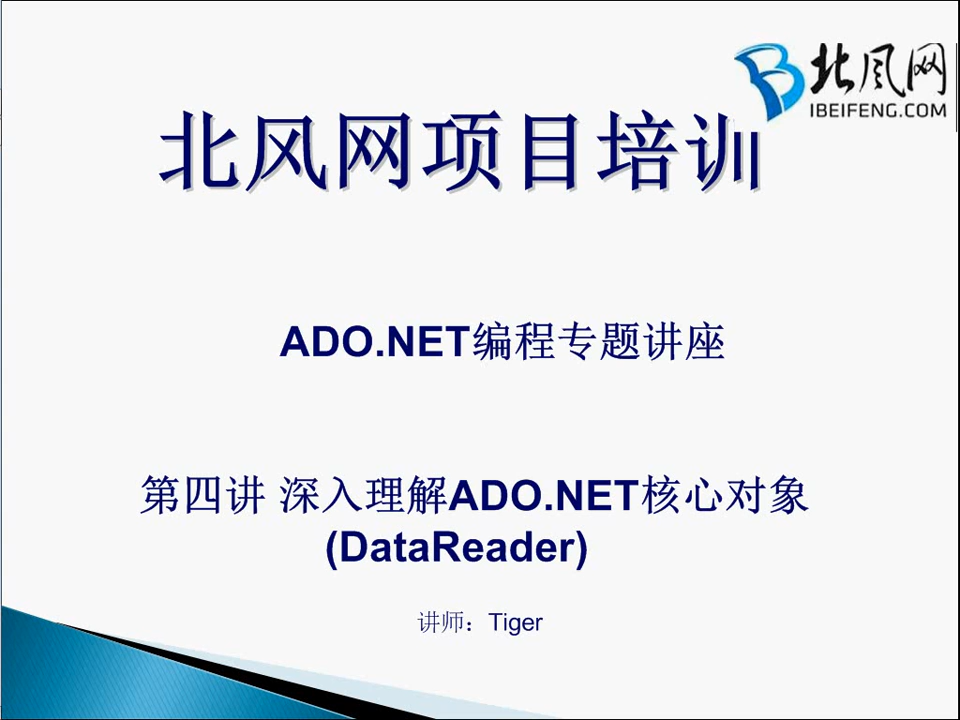 北风网
IBEIFENG.COM
北风网项目培训
ADO.NET编程专题讲座
第四讲 深入理解ADO.NET核心对象
(DataReader)
讲师：Tiger